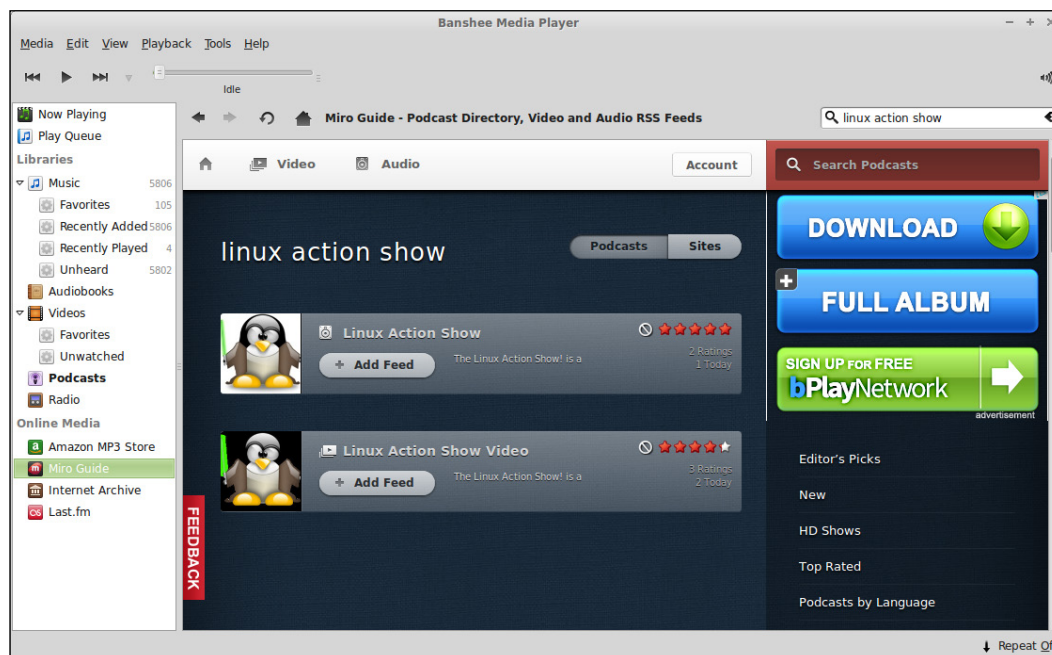 Banshee Media Player
Media Edit View Playback Tools Help
Idle
Now Playing
Play Queue
Libraries
Music 5806
Favorites 105
Recently Added 5806
Recently Played 4
Unheard 5802
Audiobooks
Videos
Favorites
Unwatched
Podcasts
Radio
Online Media
a Amazon MP3 Store
m Miro Guide
Internet Archive
os Last.fm
Miro Guide - Podcast Directory, Video and Audio RSS Feeds
linux action show
Video Audio Account
Search Podcasts
linux action show
Podcasts Sites
Linux Action Show
+ Add Feed
The Linux Action Show! is a
2 Ratings
1 Today
Linux Action Show Video
+ Add Feed
The Linux Action Show! is a
3 Ratings
2 Today
FEEDBACK
DOWNLOAD
FULL ALBUM
SIGN UP FOR FREE
bPlayNetwork
advertisement
Editor's Picks
New
HD Shows
Top Rated
Podcasts by Language
Repeat